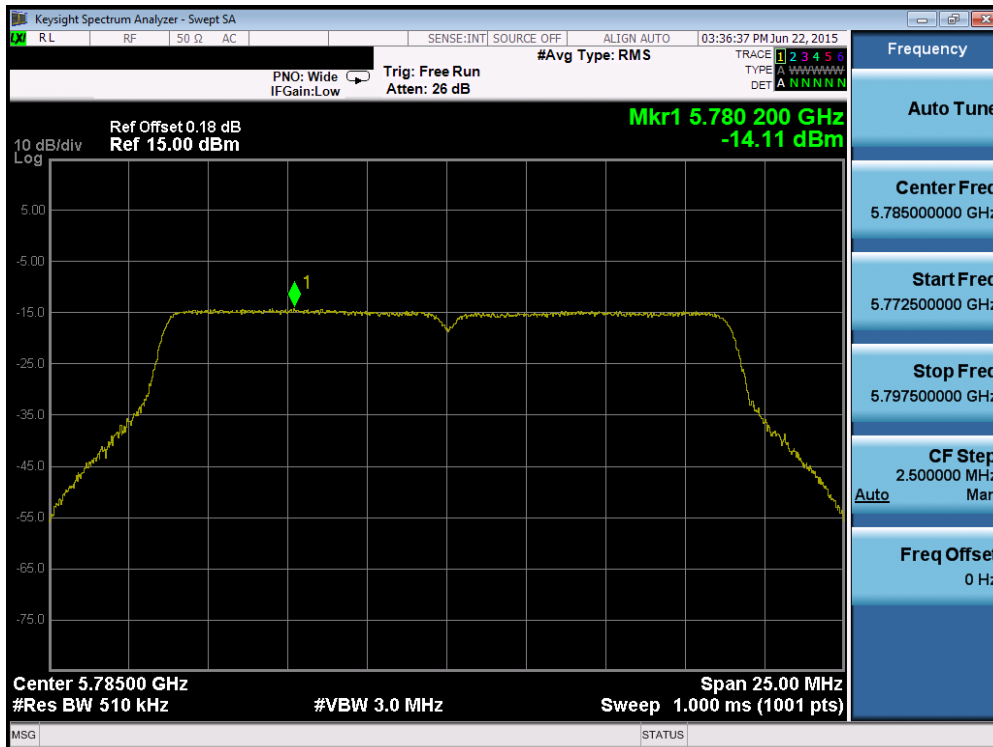 Keysight Spectrum Analyzer - Swept SA
LXI RL RF 50 Ω AC SENSE:INT SOURCE OFF ALIGN AUTO 03:36:37 PM Jun 22, 2015
#Avg Type: RMS
TRACE 1 2 3 4 5 6
TYPE A WWWWW
DET A N N N N N
PNO: Wide
IFGain:Low
Trig: Free Run
Atten: 26 dB
Frequency
Auto Tune
Center Freq
5.785000000 GHz
Start Freq
5.772500000 GHz
Stop Freq
5.797500000 GHz
CF Step
2.500000 MHz
Auto Man
Freq Offset
0 Hz
Mkr1 5.780 200 GHz
-14.11 dBm
Ref Offset 0.18 dB
10 dB/div Ref 15.00 dBm
Log
5.00
-5.00
1
-15.0
-25.0
-35.0
-45.0
-55.0
-65.0
-75.0
Center 5.78500 GHz Span 25.00 MHz
#Res BW 510 kHz #VBW 3.0 MHz Sweep 1.000 ms (1001 pts)
MSG STATUS